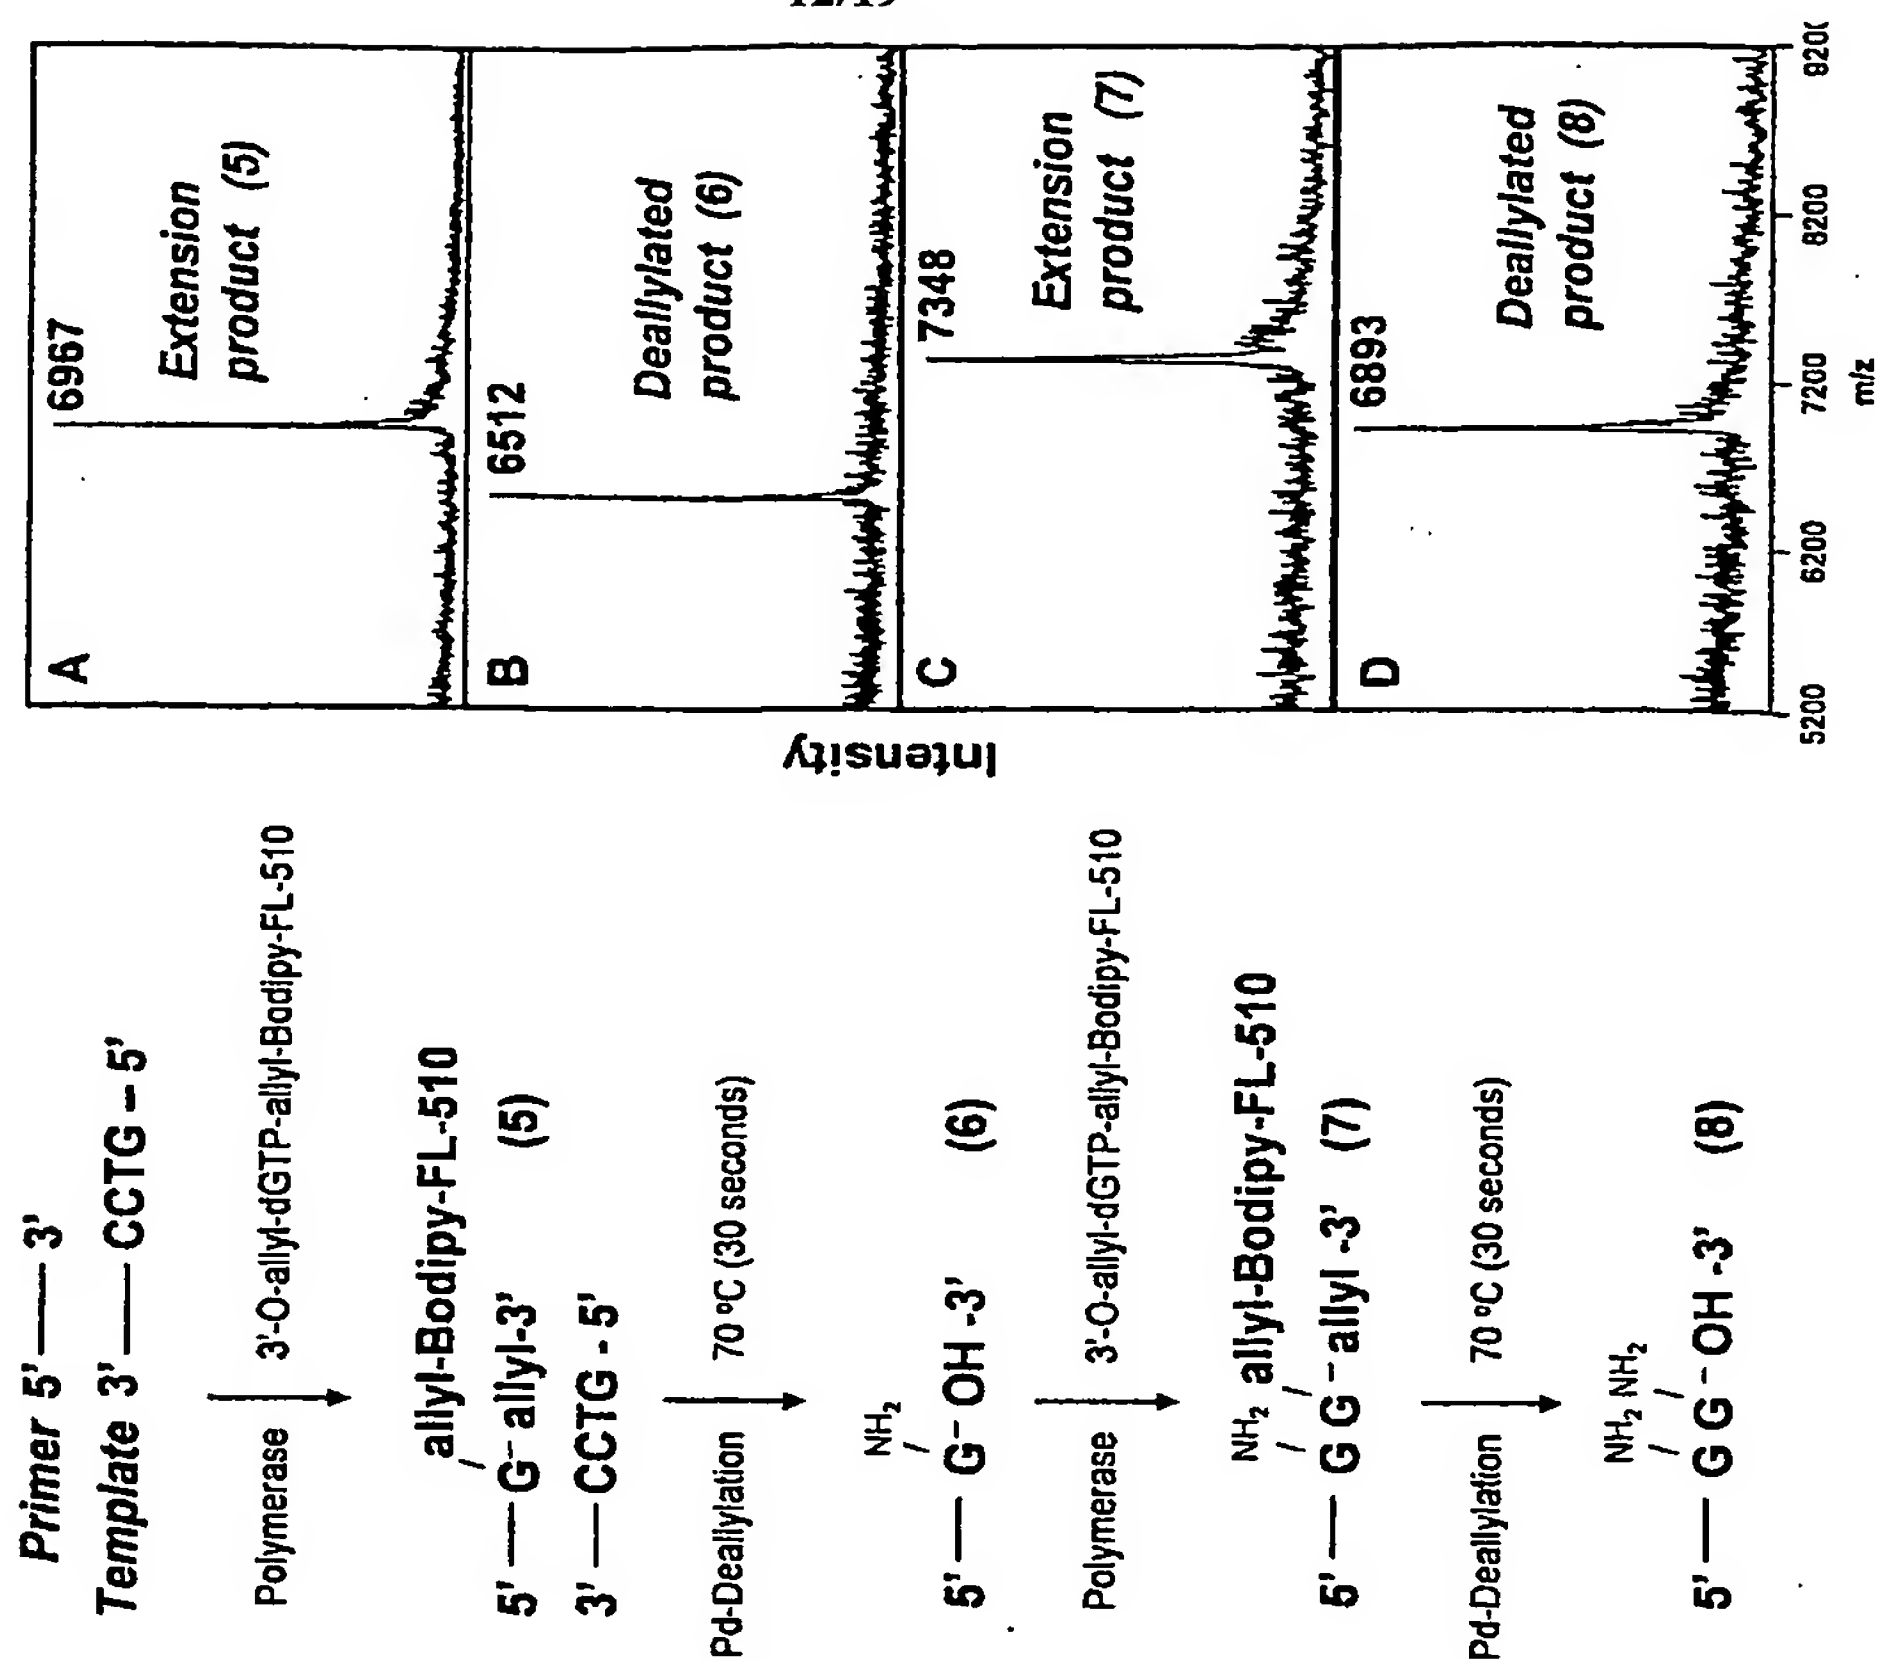 12/19
Primer 5'——3'
Template 3'——CCTG – 5'
Polymerase 3'-O-allyl-dGTP-allyl-Bodipy-FL-510
allyl-Bodipy-FL-510
5' — G – allyl-3' (5)
3' — CCTG - 5'
Pd-Deallylation 70 ºC (30 seconds)
NH₂
5' — G – OH -3' (6)
Polymerase 3'-O-allyl-dGTP-allyl-Bodipy-FL-510
NH₂ allyl-Bodipy-FL-510
5' — G G – allyl -3' (7)
Pd-Deallylation 70 ºC (30 seconds)
NH₂ NH₂
5' — G G – OH -3' (8)
Intensity
A
6967
Extension
product (5)
B
6512
Deallylated
product (6)
C
7348
Extension
product (7)
D
6893
Deallylated
product (8)
5200 6200 7200 8200 920
m/z